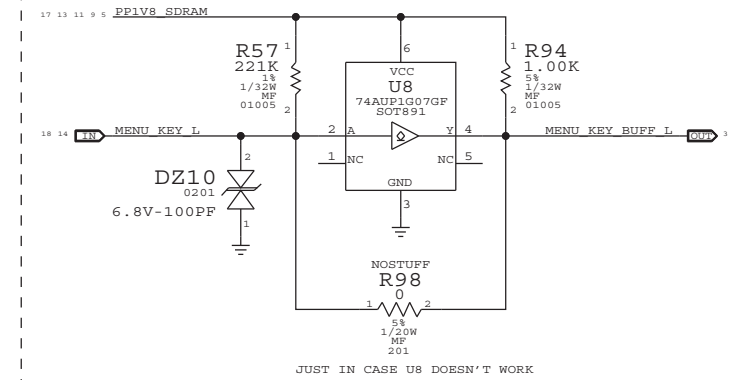 17 13 11 9 5 PP1V8_SDRAM
R57
221K
1%
1/32W
MF
01005
1
2
6
VCC
U8
74AUP1G07GF
SOT891
2 A
Y 4
1 NC
NC 5
GND
3
1
R94
1.00K
5%
1/32W
MF
01005
2
18 14 IN MENU_KEY_L
MENU_KEY_BUFF_L OUT 3
2
DZ10
0201
6.8V-100PF
1
NOSTUFF
R98
0
1 2
5%
1/20W
MF
201
JUST IN CASE U8 DOESN'T WORK